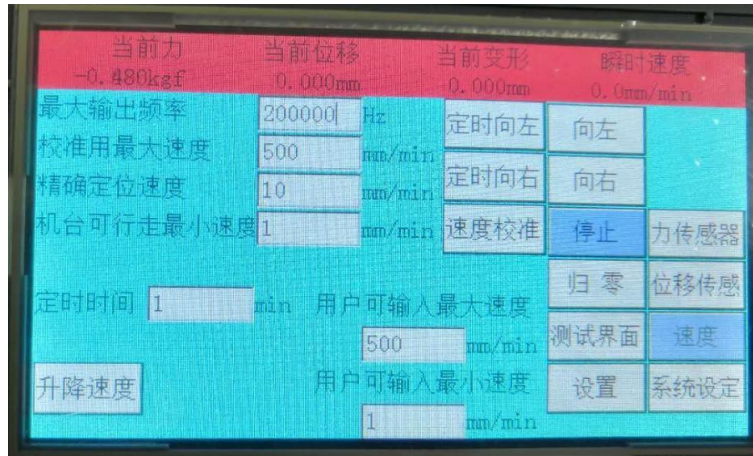 当前力 当前位移 当前变形 瞬时速度
-0.480kgf 0.000mm 0.000mm 0.0mm/min
最大输出频率 200000 Hz 定时向左 向左
校准用最大速度 500 mm/min
精确定位速度 10 mm/min 定时向右 向右
机台可行走最小速度 1 mm/min 速度校准 停止 力传感器
归零 位移传感
定时时间 1 min 用户可输入最大速度
500 mm/min 测试界面 速度
升降速度 用户可输入最小速度 设置 系统设定
1 mm/min